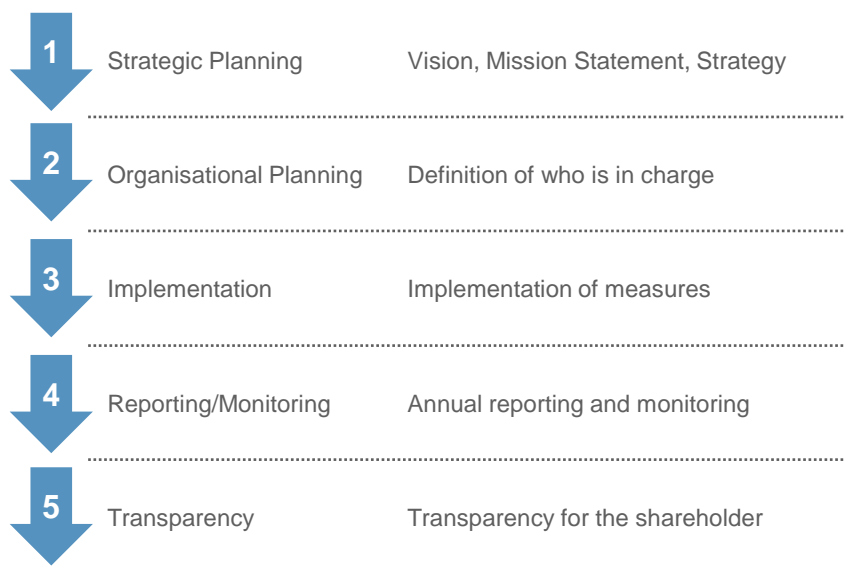 1 Strategic Planning Vision, Mission Statement, Strategy
2 Organisational Planning Definition of who is in charge
3 Implementation Implementation of measures
4 Reporting/Monitoring Annual reporting and monitoring
5 Transparency Transparency for the shareholder